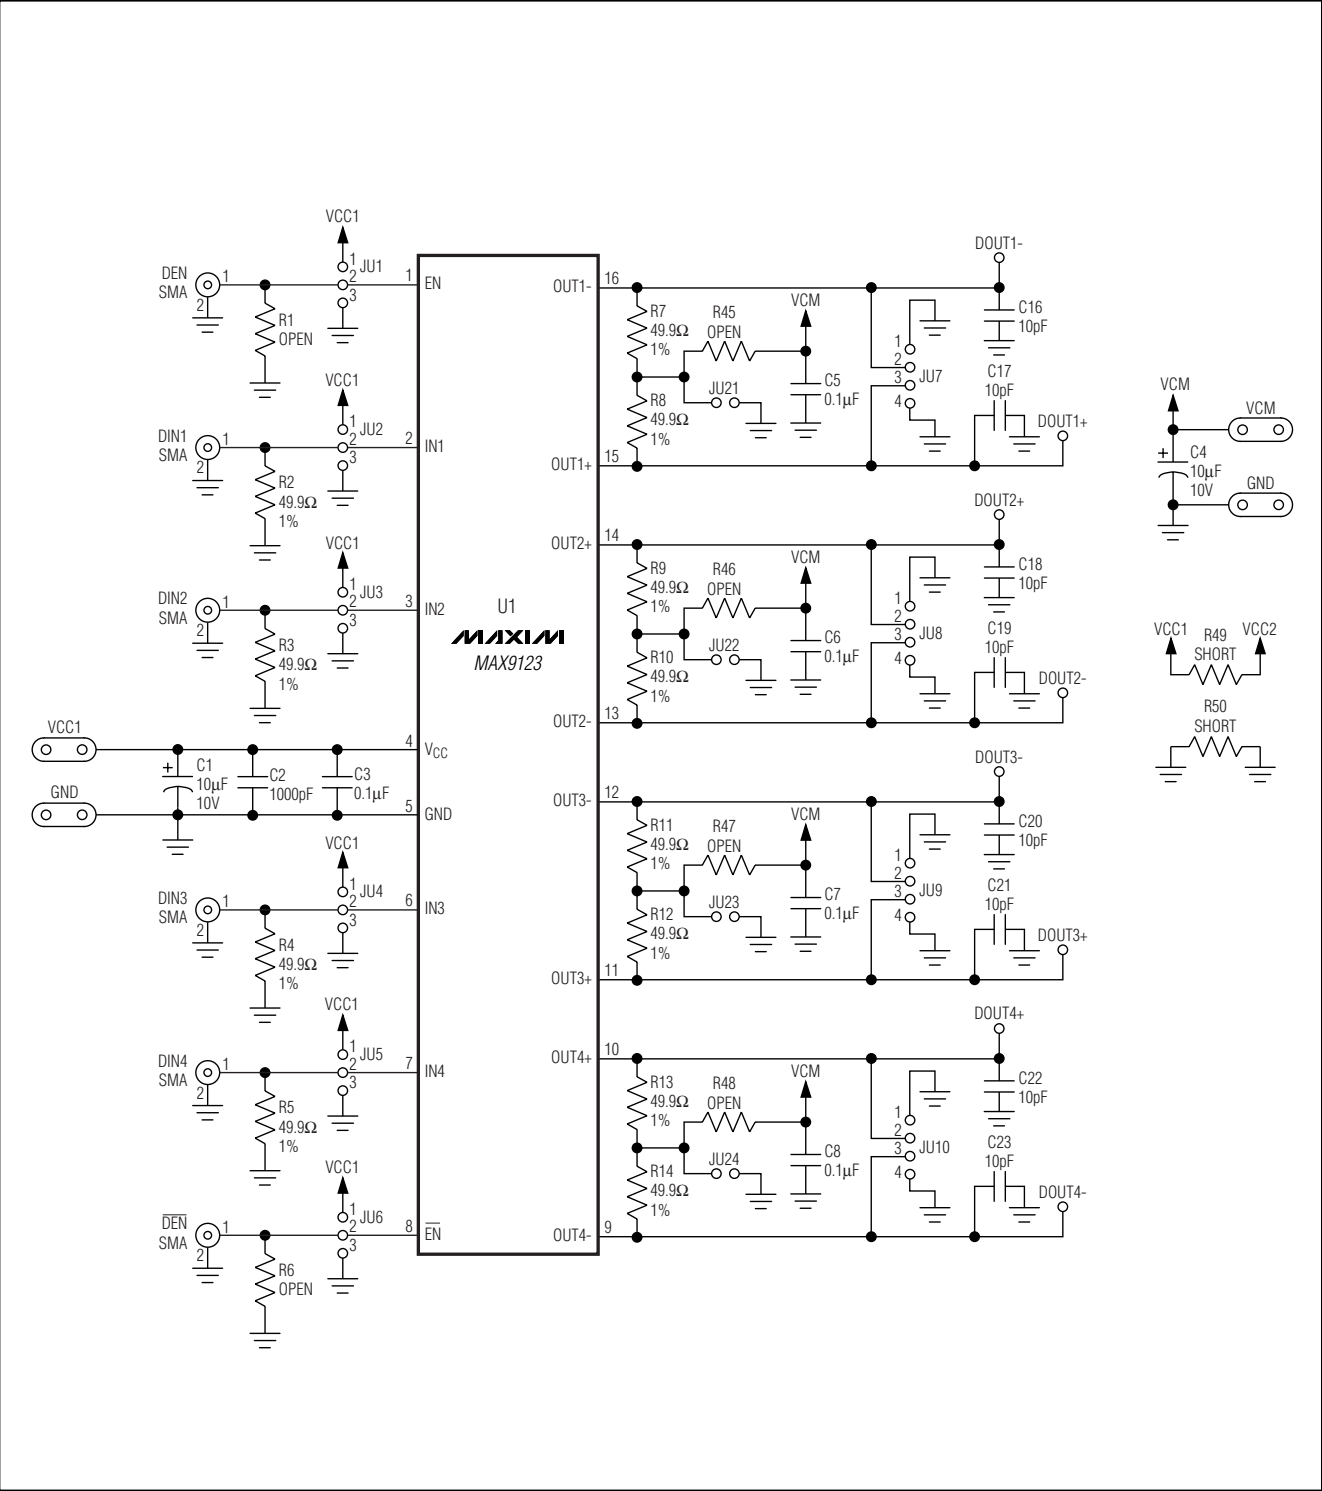 VCC1
DEN
SMA
1
2
R1
OPEN
1
2
3
JU1
1
EN
VCC1
DIN1
SMA
1
2
R2
49.9Ω
1%
1
2
3
JU2
2
IN1
VCC1
DIN2
SMA
1
2
R3
49.9Ω
1%
1
2
3
JU3
3
IN2
VCC1
GND
C1
10μF
10V
+
C2
1000pF
C3
0.1μF
4
VCC
5
GND
VCC1
DIN3
SMA
1
2
R4
49.9Ω
1%
1
2
3
JU4
6
IN3
VCC1
DIN4
SMA
1
2
R5
49.9Ω
1%
1
2
3
JU5
7
IN4
VCC1
DEN
SMA
1
2
R6
OPEN
1
2
3
JU6
8
EN
U1
MAXIM
MAX9123
OUT1-
16
R7
49.9Ω
1%
R8
49.9Ω
1%
R45
OPEN
JU21
VCM
C5
0.1μF
1
2
3
4
JU7
DOUT1-
C16
10pF
C17
10pF
DOUT1+
OUT1+
15
OUT2+
14
R9
49.9Ω
1%
R10
49.9Ω
1%
R46
OPEN
JU22
VCM
C6
0.1μF
1
2
3
4
JU8
DOUT2+
C18
10pF
C19
10pF
DOUT2-
OUT2-
13
OUT3-
12
R11
49.9Ω
1%
R12
49.9Ω
1%
R47
OPEN
JU23
VCM
C7
0.1μF
1
2
3
4
JU9
DOUT3-
C20
10pF
C21
10pF
DOUT3+
OUT3+
11
OUT4+
10
R13
49.9Ω
1%
R14
49.9Ω
1%
R48
OPEN
JU24
VCM
C8
0.1μF
1
2
3
4
JU10
DOUT4+
C22
10pF
C23
10pF
DOUT4-
OUT4-
9
VCM
VCM
+
C4
10μF
10V
GND
VCC1
R49
SHORT
VCC2
R50
SHORT